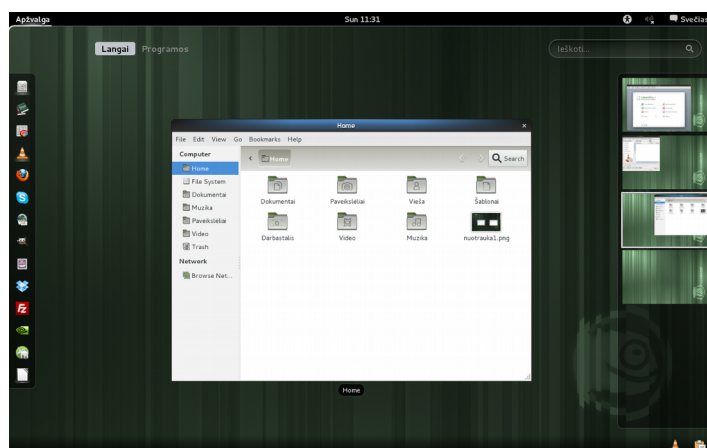 Apžvalga Sun 11:31 Svečias
Langai Programos Ieškoti...
Home
File Edit View Go Bookmarks Help
Computer
Home
File System
Dokumentai
Muzika
Paveikslėliai
Video
Trash
Network
Browse Net...
Home Search
Dokumentai Paveikslėliai Vieša Šablonai
Darbastalis Video Muzika nuotrauka1.png
Home